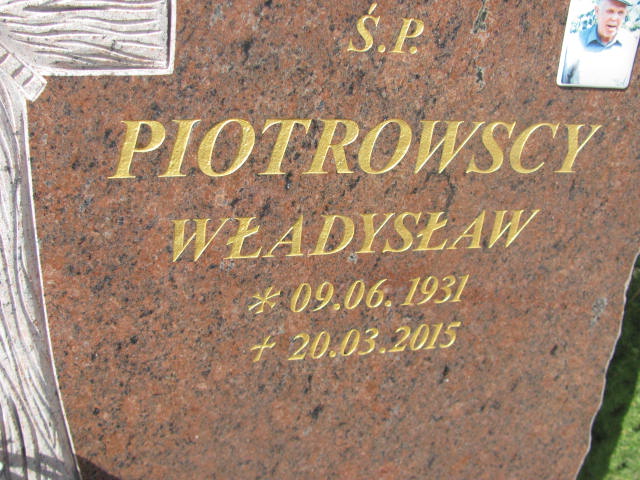 Ś.P.
PIOTROWSCY
WŁADYSŁAW
* 09.06.1931
+ 20.03.2015